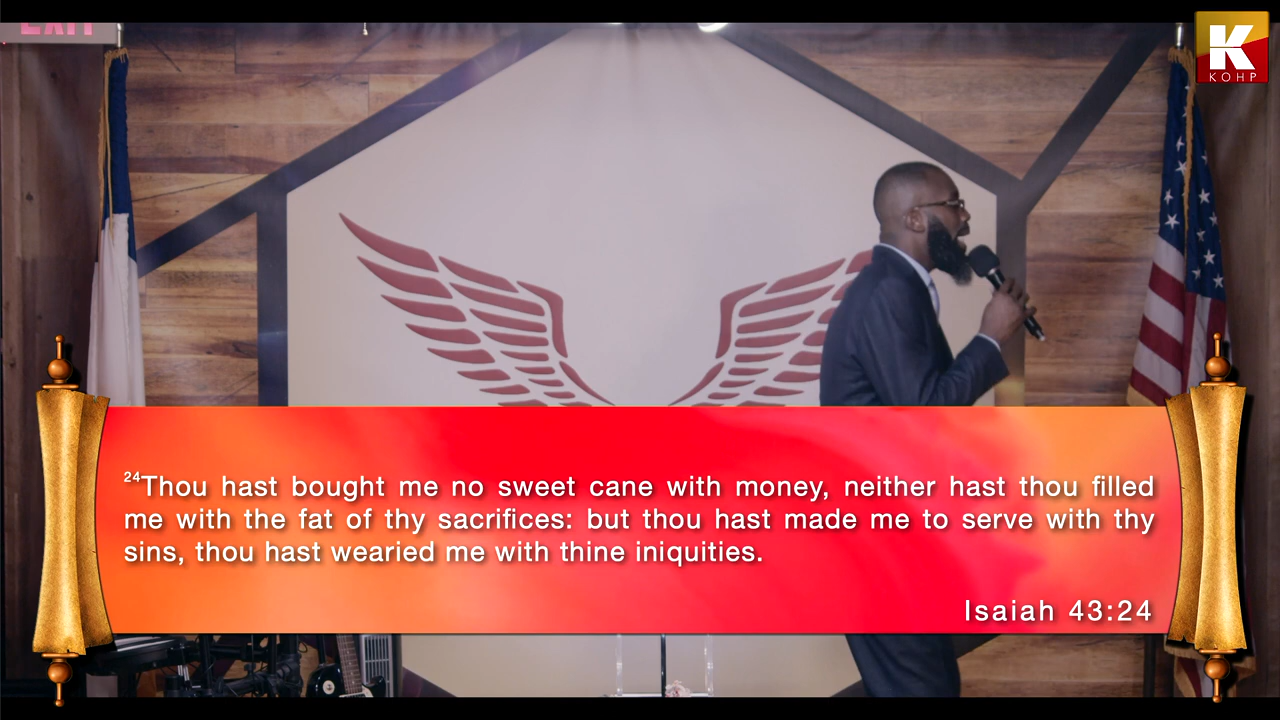 EXIT
K
KOHP
24Thou hast bought me no sweet cane with money, neither hast thou filled
me with the fat of thy sacrifices: but thou hast made me to serve with thy
sins, thou hast wearied me with thine iniquities.
Isaiah 43:24